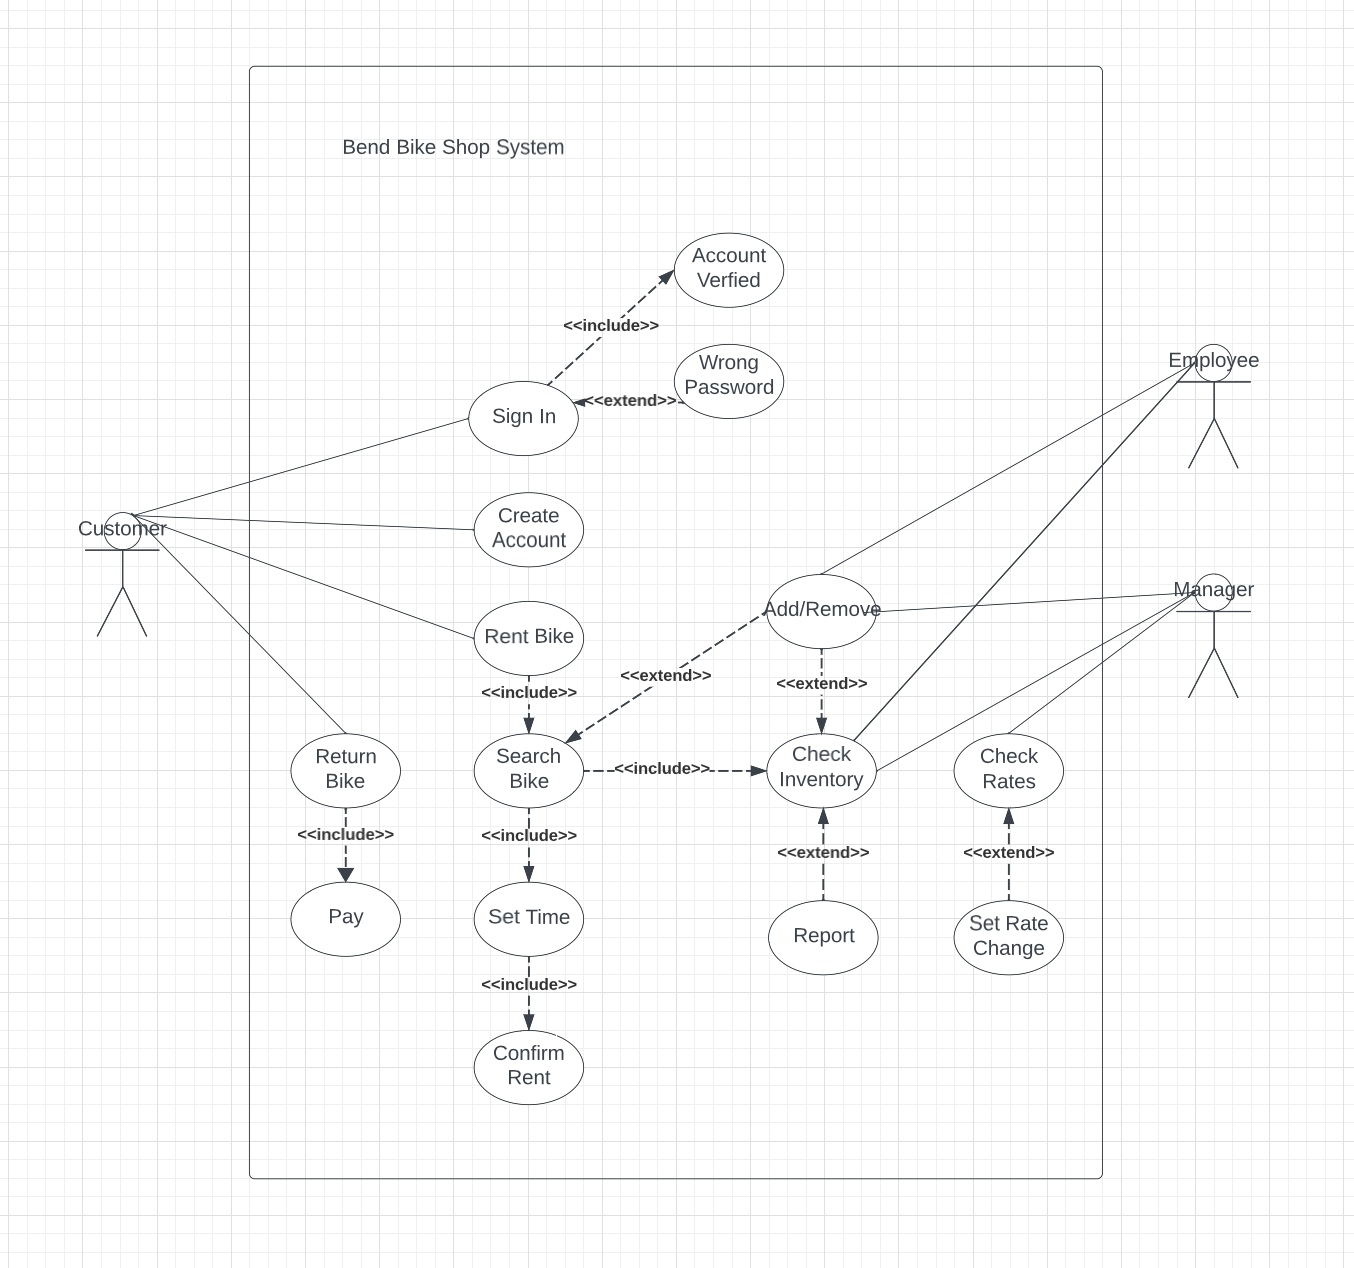 Bend Bike Shop System
Account
Verfied
<<include>>
Wrong
Password
<<extend>>
Sign In
Employee
Customer
Create
Account
Manager
Add/Remove
Rent Bike
<<extend>>
<<extend>>
<<include>>
Return
Bike
Search
Bike
<<include>>
Check
Inventory
Check
Rates
<<include>>
<<include>>
<<extend>>
<<extend>>
Pay
Set Time
Report
Set Rate
Change
<<include>>
Confirm
Rent